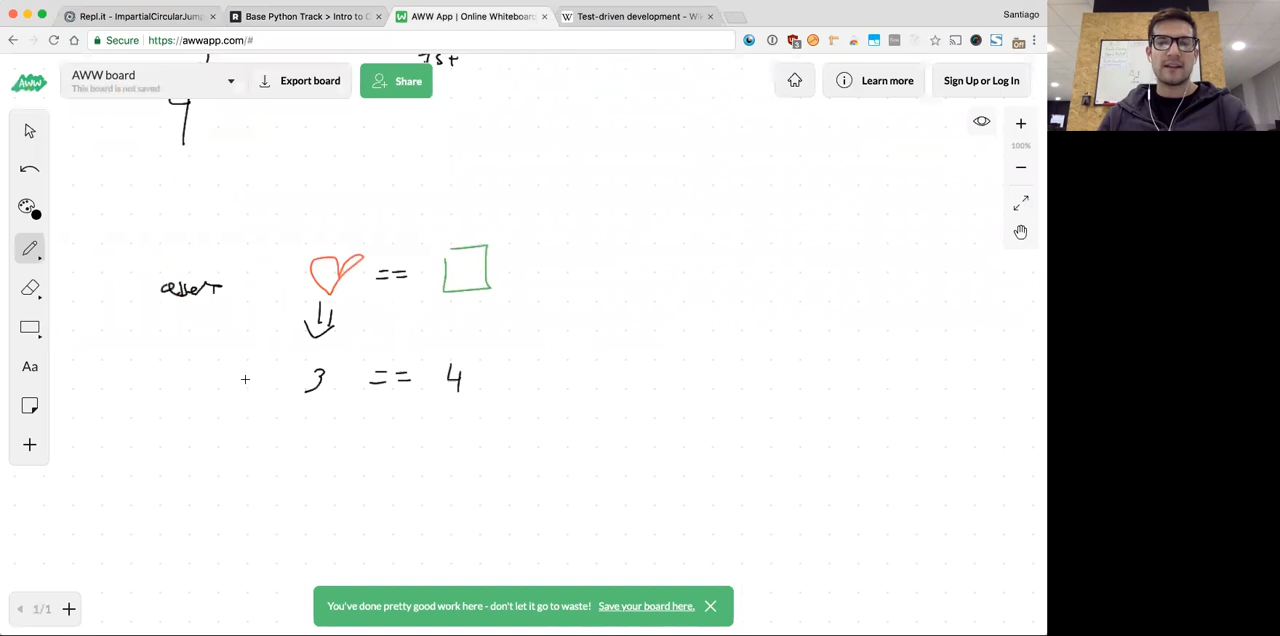 Santiago
Repl.it - ImpartialCircularJump
Base Python Track > Intro to C
AWW App | Online Whiteboard
Test-driven development - Wik
Secure | https://awwapp.com/#
AWW
AWW board
This board is not saved
Export board
Share
Learn more
Sign Up or Log In
100%
Aa
assert == 
3 == 4
1/1
You've done pretty good work here - don't let it go to waste! Save your board here.